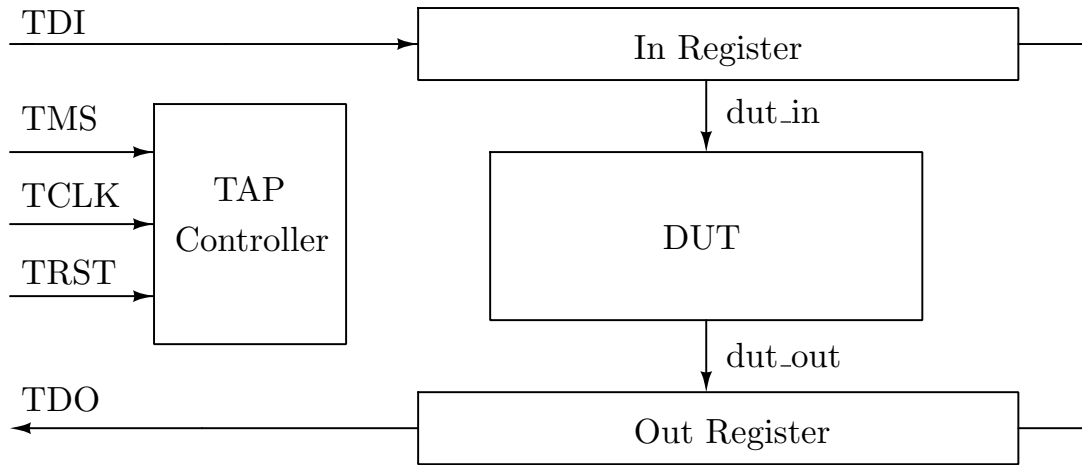 TDI
In Register
TMS
dut_in
TCLK
TAP
Controller
DUT
TRST
dut_out
TDO
Out Register